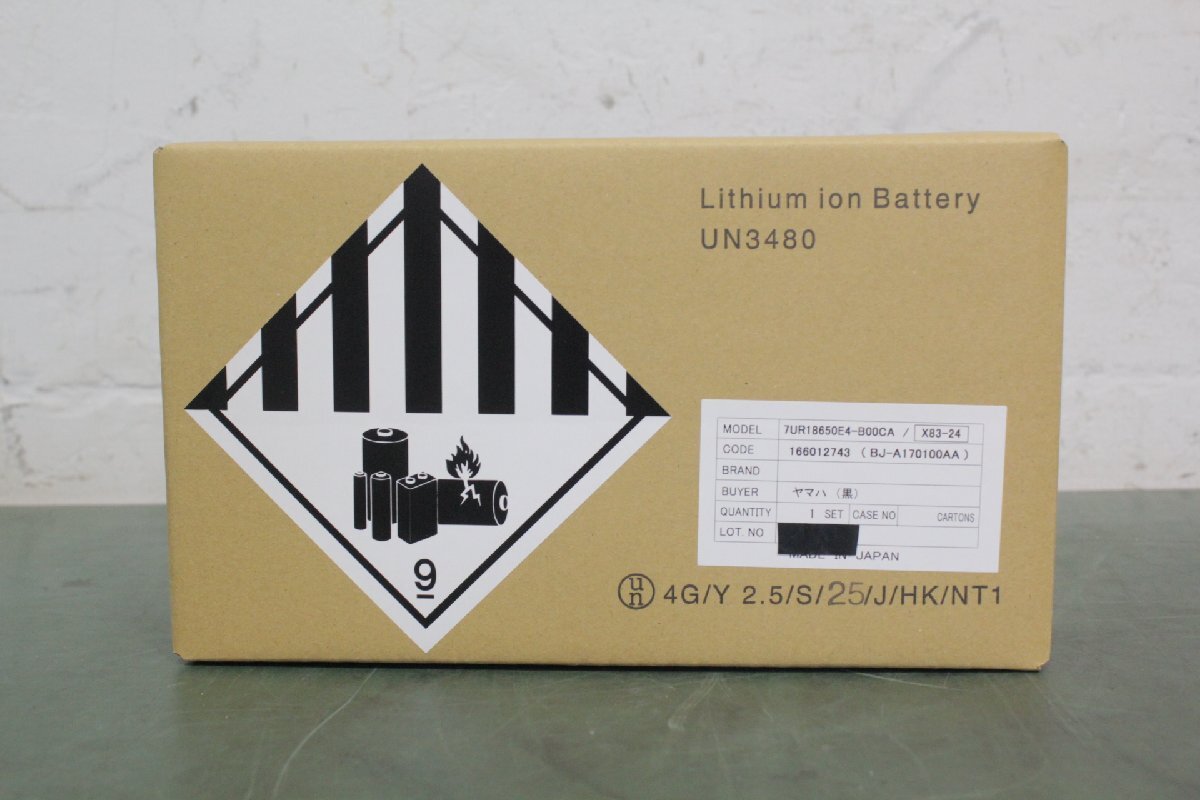 Lithium ion Battery
UN3480
MODEL 7UR18650E4-B00CA / X83-24
CODE 166012743 ( BJ-A170100AA )
BRAND
BUYER ヤマハ (黒)
QUANTITY 1 SET CASE NO CARTONS
LOT. NO
MADE IN JAPAN
9
un 4G/Y 2.5/S/25/J/HK/NT1